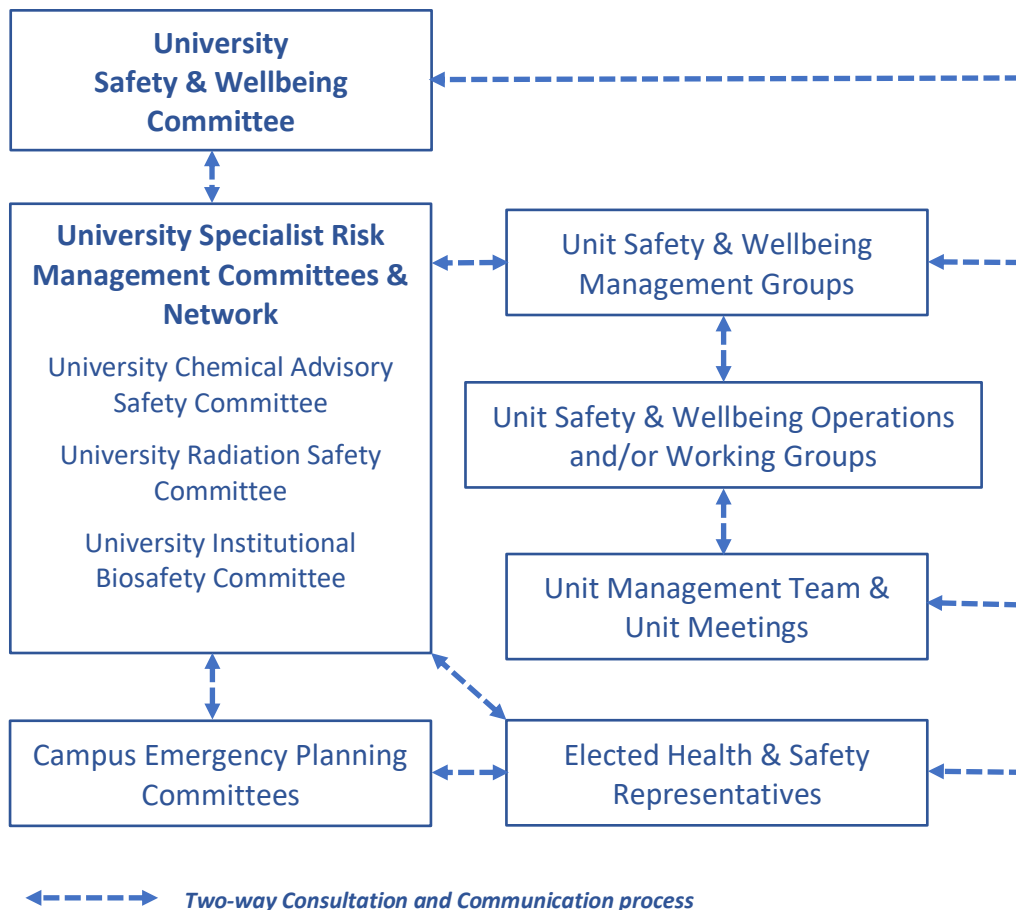 University
Safety & Wellbeing
Committee
University Specialist Risk
Management Committees &
Network
University Chemical Advisory
Safety Committee
University Radiation Safety
Committee
University Institutional
Biosafety Committee
Unit Safety & Wellbeing
Management Groups
Unit Safety & Wellbeing Operations
and/or Working Groups
Unit Management Team &
Unit Meetings
Campus Emergency Planning
Committees
Elected Health & Safety
Representatives
Two-way Consultation and Communication process